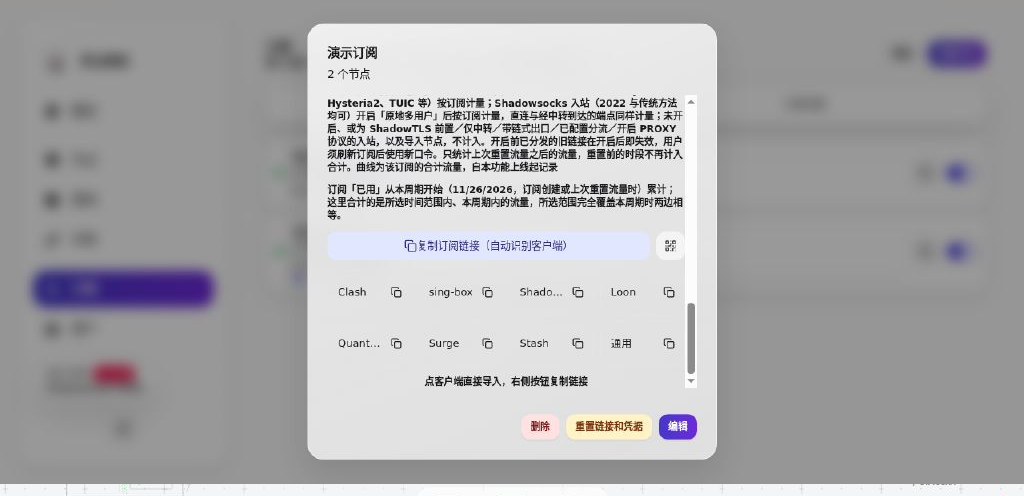 演示订阅
2 个节点
Hysteria2、TUIC 等）按订阅计量；Shadowsocks 入站（2022 与传统方法
均可）开启「原地多用户」后按订阅计量，直连与经中转到达的端点同样计量；未开
启、或为 ShadowTLS 前置／仅中转／带链式出口／已配置分流／开启 PROXY
协议的入站，以及导入节点，不计入。开启前已分发的旧链接在开启后即失效，用户
须刷新订阅后使用新口令。只统计上次重置流量之后的流量，重置前的时段不再计入
合计。曲线为该订阅的合计流量，自本功能上线起记录
订阅「已用」从本周期开始（11/26/2026，订阅创建或上次重置流量时）累计；
这里合计的是所选时间范围内、本周期内的流量，所选范围完全覆盖本周期时两边相
等。
复制订阅链接（自动识别客户端）
Clash sing-box Shado... Loon
Quant... Surge Stash 通用
点客户端直接导入，右侧按钮复制链接
删除 重置链接和凭据 编辑